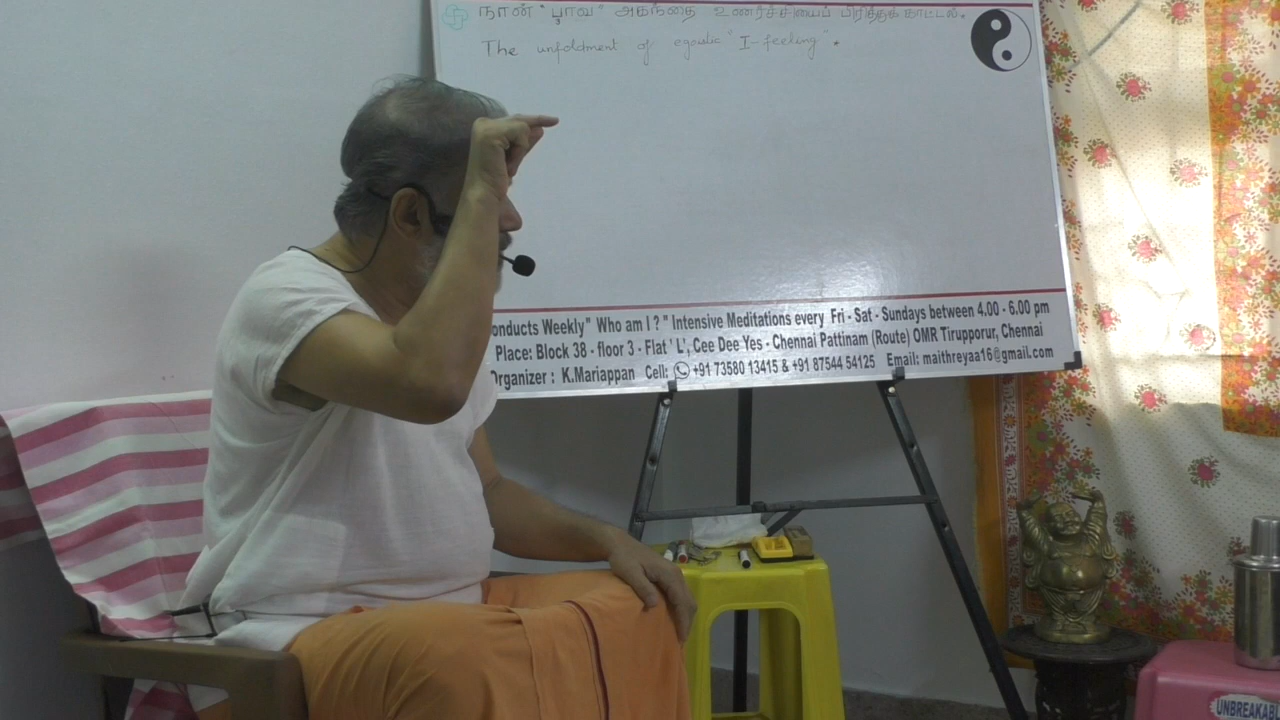 நான் "பாவ" அகந்தை உணர்ச்சியைப் பிரித்துக் காட்டல்.
The unfoldment of egoistic "I-feeling".
onducts Weekly" Who am I ? " Intensive Meditations every Fri - Sat - Sundays between 4.00 - 6.00 pm
Place: Block 38 - floor 3 - Flat ' L', Cee Dee Yes - Chennai Pattinam (Route) OMR Tirupporur, Chennai
Organizer : K.Mariappan Cell: +91 73580 13415 & +91 87544 54125 Email: maithreyaa16@gmail.com
UNBREAKABL